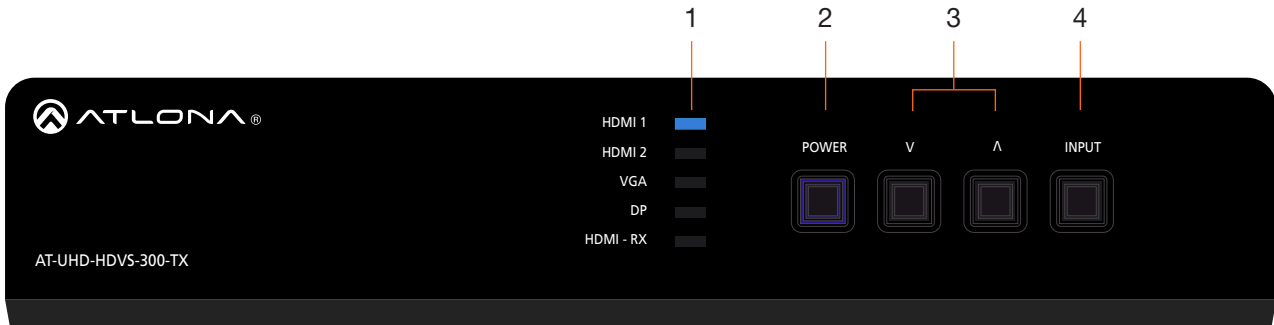 1 2 3 4
ATLONA®
HDMI 1
HDMI 2
VGA
DP
HDMI - RX
POWER V Λ INPUT
AT-UHD-HDVS-300-TX